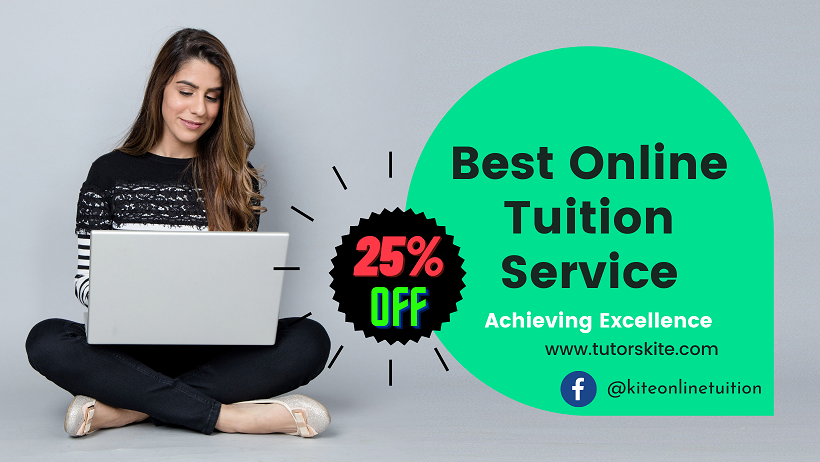 25%
OFF
Best Online
Tuition
Service
Achieving Excellence
www.tutorskite.com
f @kiteonlinetuition